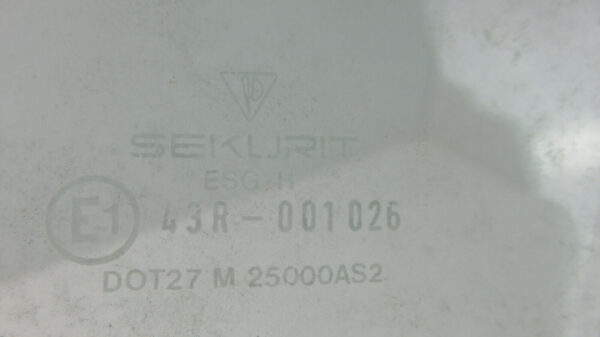 SEKURIT
ESG H
E1 43R-001026
DOT27 M 25000AS2